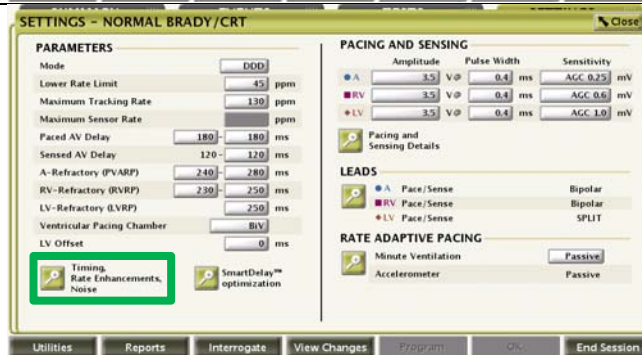 SETTINGS - NORMAL BRADY/CRT
Close
PARAMETERS
Mode DDD
Lower Rate Limit 45 ppm
Maximum Tracking Rate 130 ppm
Maximum Sensor Rate ppm
Paced AV Delay 180 - 180 ms
Sensed AV Delay 120 - 120 ms
A-Refractory (PVARP) 240 - 280 ms
RV-Refractory (RVRP) 230 - 250 ms
LV-Refractory (LVRP) 250 ms
Ventricular Pacing Chamber BiV
LV Offset 0 ms
Timing,
Rate Enhancements,
Noise
SmartDelay™
optimization
PACING AND SENSING
Amplitude Pulse Width Sensitivity
A 3.5 V@ 0.4 ms AGC 0.25 mV
RV 3.5 V@ 0.4 ms AGC 0.6 mV
LV 3.5 V@ 0.4 ms AGC 1.0 mV
Pacing and
Sensing Details
LEADS
A Pace/Sense Bipolar
RV Pace/Sense Bipolar
LV Pace/Sense SPLIT
RATE ADAPTIVE PACING
Minute Ventilation Passive
Accelerometer Passive
Utilities Reports Interrogate View Changes Program End Session